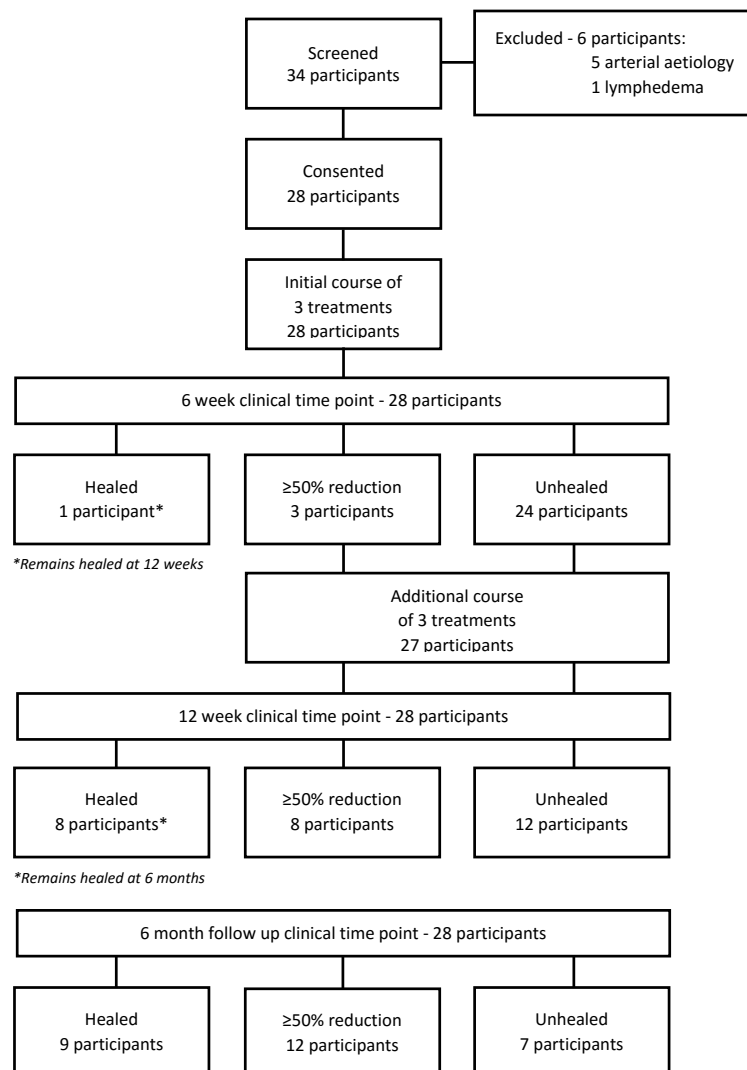 Screened
34 participants
Excluded - 6 participants:
5 arterial aetiology
1 lymphedema
Consented
28 participants
Initial course of
3 treatments
28 participants
6 week clinical time point - 28 participants
Healed
1 participant*
≥50% reduction
3 participants
Unhealed
24 participants
*Remains healed at 12 weeks
Additional course
of 3 treatments
27 participants
12 week clinical time point - 28 participants
Healed
8 participants*
≥50% reduction
8 participants
Unhealed
12 participants
*Remains healed at 6 months
6 month follow up clinical time point - 28 participants
Healed
9 participants
≥50% reduction
12 participants
Unhealed
7 participants